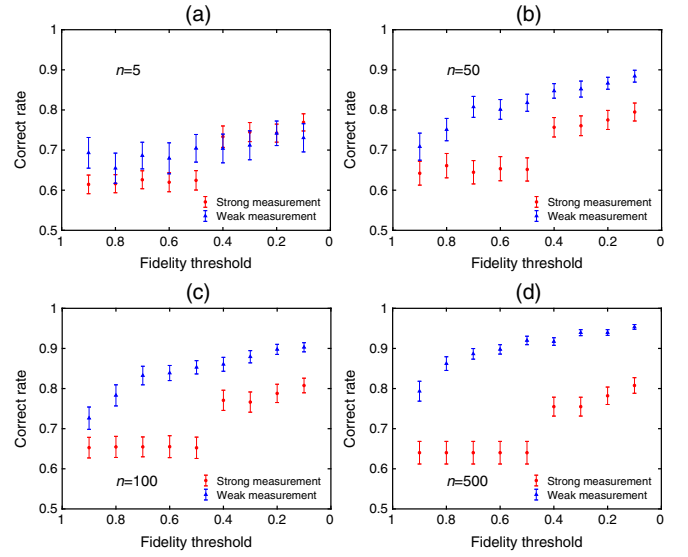 (a)
(b)
1
0.9
0.8
0.7
0.6
0.5
Correct rate
n=5
Strong measurement
Weak measurement
1 0.8 0.6 0.4 0.2 0
Fidelity threshold
1
0.9
0.8
0.7
0.6
0.5
Correct rate
n=50
Strong measurement
Weak measurement
1 0.8 0.6 0.4 0.2 0
Fidelity threshold
(c)
(d)
1
0.9
0.8
0.7
0.6
0.5
Correct rate
n=100
Strong measurement
Weak measurement
1 0.8 0.6 0.4 0.2 0
Fidelity threshold
1
0.9
0.8
0.7
0.6
0.5
Correct rate
n=500
Strong measurement
Weak measurement
1 0.8 0.6 0.4 0.2 0
Fidelity threshold